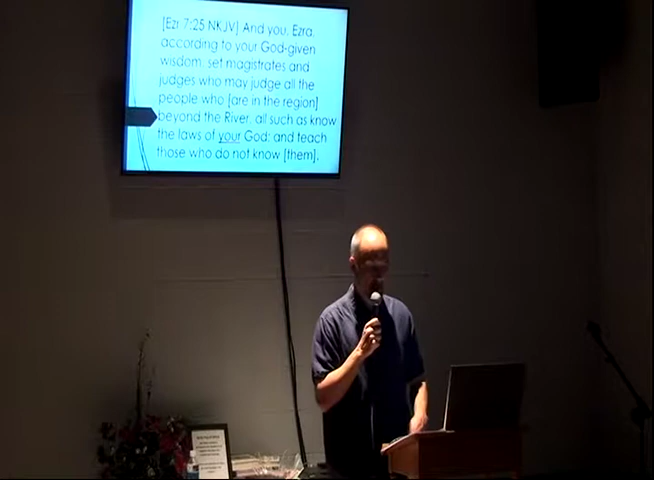 [Ezr 7:25 NKJV] And you, Ezra,
according to your God-given
wisdom, set magistrates and
judges who may judge all the
people who [are in the region]
beyond the River, all such as know
the laws of your God; and teach
those who do not know [them].